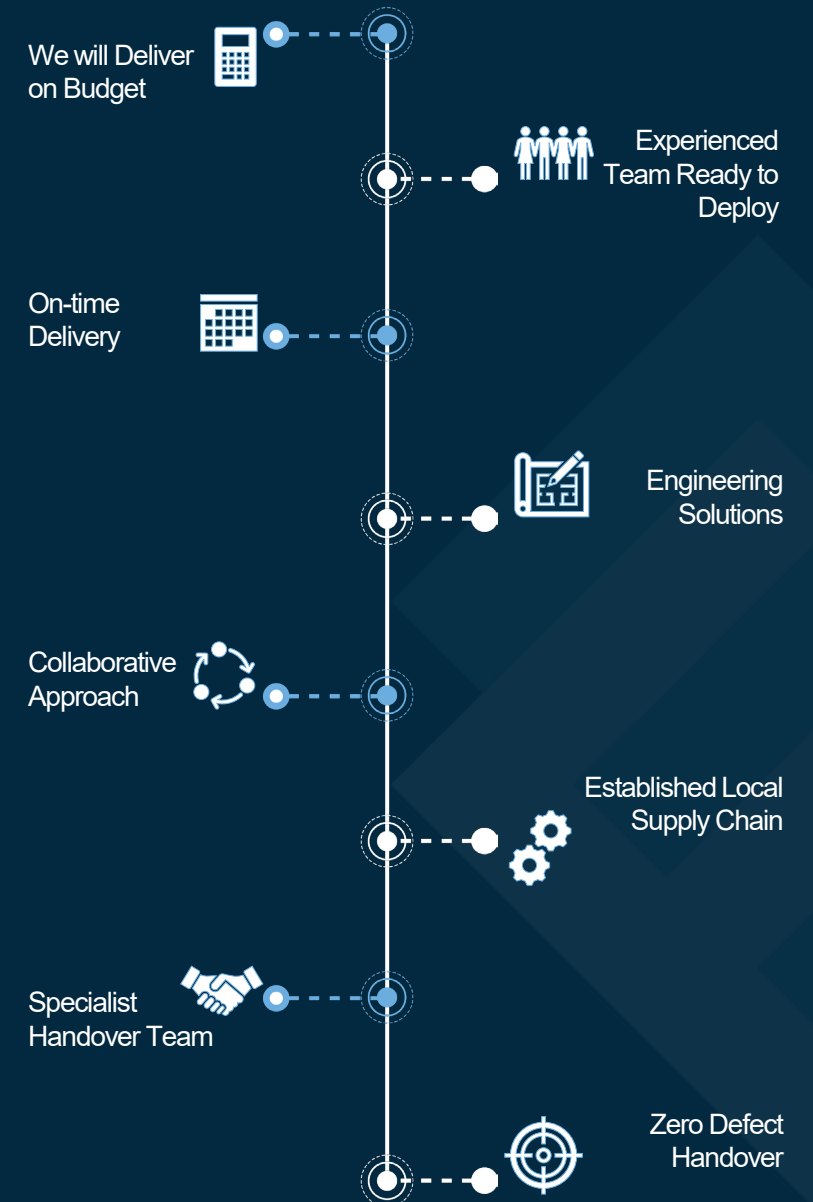 We will Deliver
on Budget
Experienced
Team Ready to
Deploy
On-time
Delivery
Engineering
Solutions
Collaborative
Approach
Established Local
Supply Chain
Specialist
Handover Team
Zero Defect
Handover